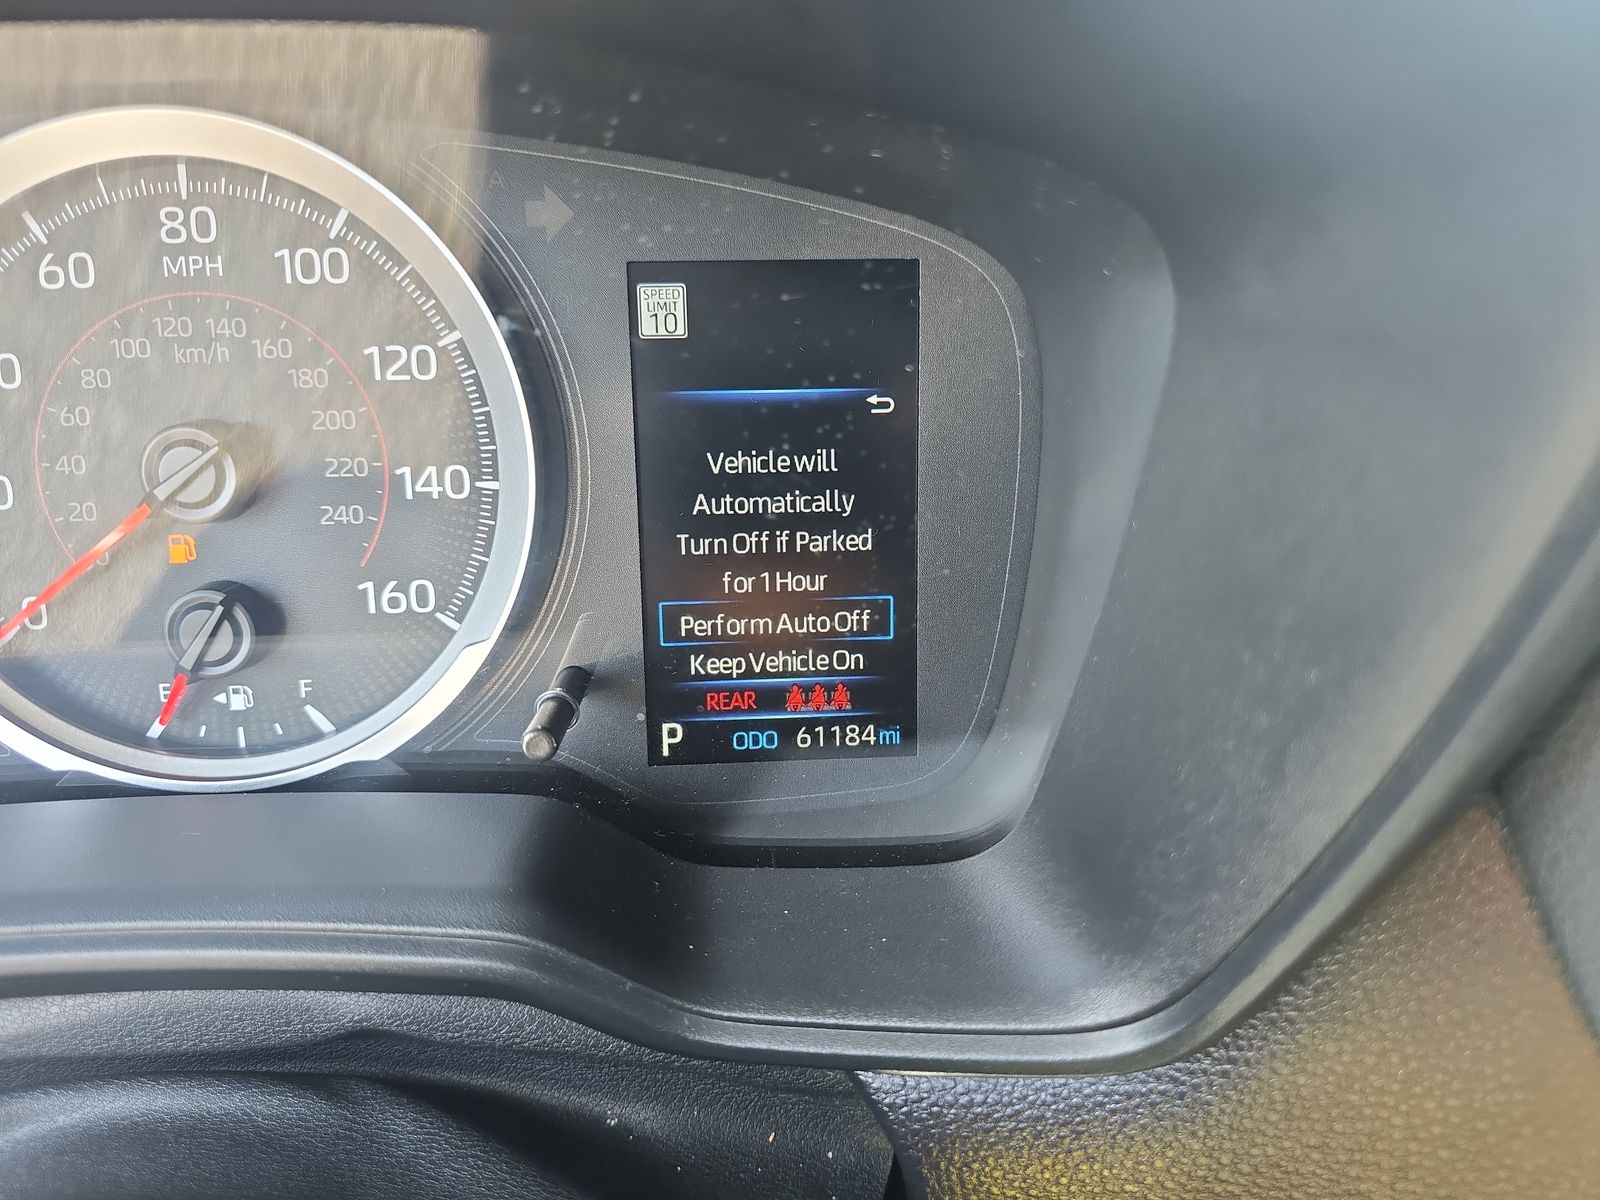 60
80
MPH
100
120
140
160
0
20
40
60
80
100
120
140
160
180
200
220
240
km/h
E
F
A
SPEED
LIMIT
10
Vehicle will
Automatically
Turn Off if Parked
for 1 Hour
Perform Auto Off
Keep Vehicle On
REAR
P ODO 61184 mi